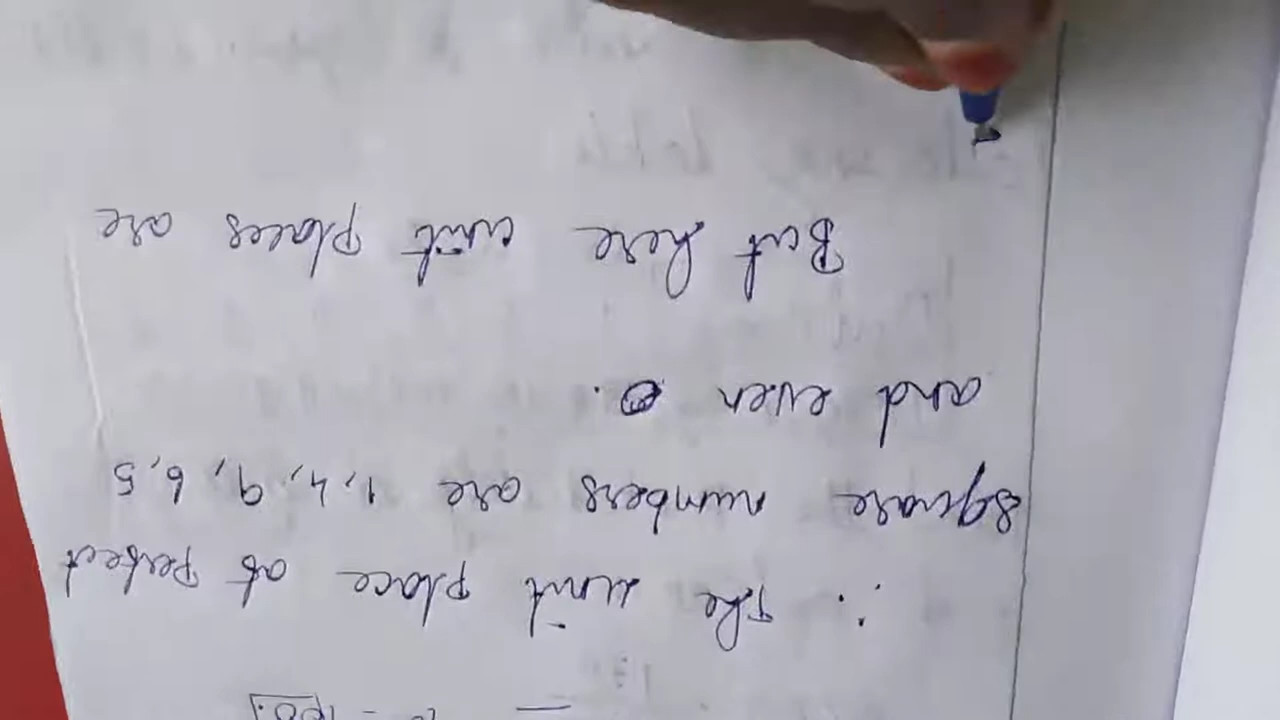 ∴ The unit place of Perfect
square numbers are 1, 4, 9, 6, 5
and even 0.
But here unit places are